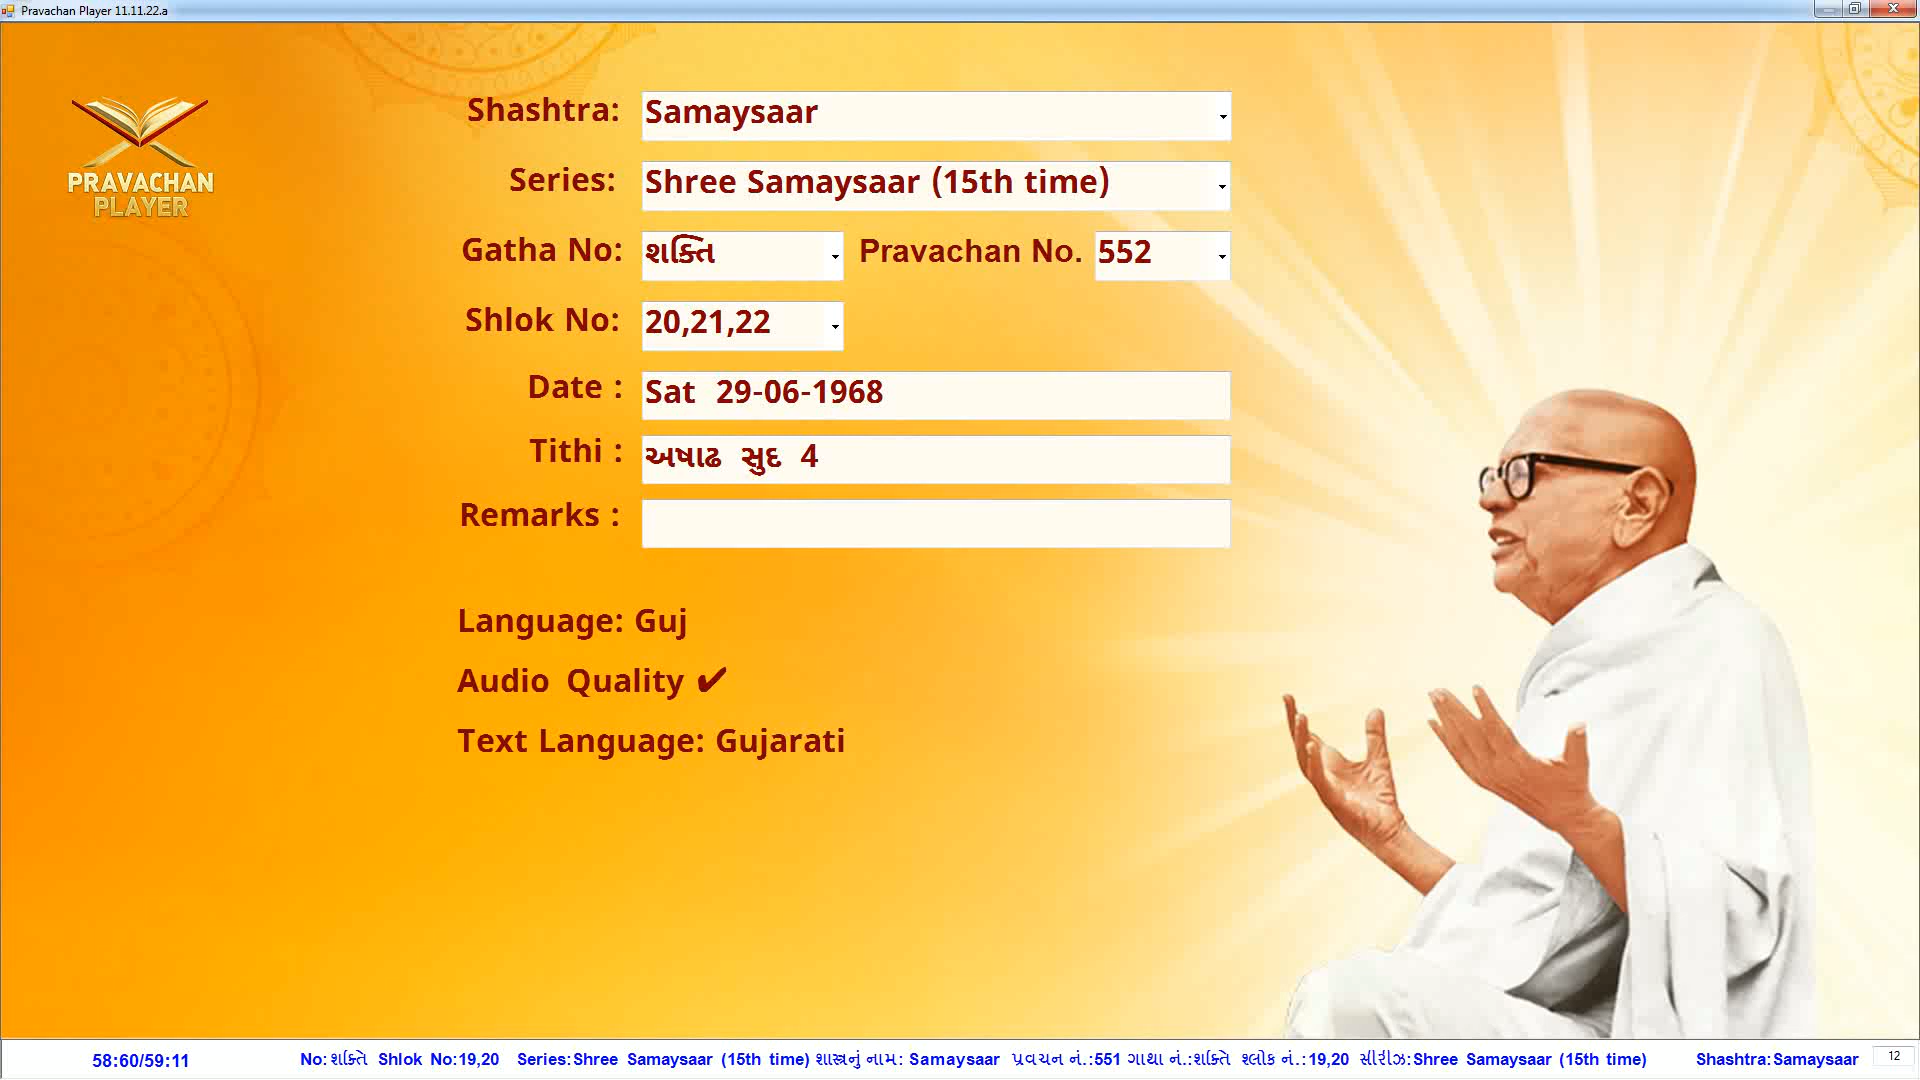 Pravachan Player 11.11.22.a
PRAVACHAN
PLAYER
Shashtra: Samaysaar
Series: Shree Samaysaar (15th time)
Gatha No: શક્તિ Pravachan No. 552
Shlok No: 20,21,22
Date : Sat 29-06-1968
Tithi : અષાઢ સુદ 4
Remarks :
Language: Guj
Audio Quality ✔
Text Language: Gujarati
58:60/59:11 No:શક્તિ Shlok No:19,20 Series:Shree Samaysaar (15th time) શાસ્ત્રનું નામ: Samaysaar પ્રવચન નં.:551 ગાથા નં.:શક્તિ શ્લોક નં.:19,20 સીરીઝ:Shree Samaysaar (15th time) Shashtra:Samaysaar 12